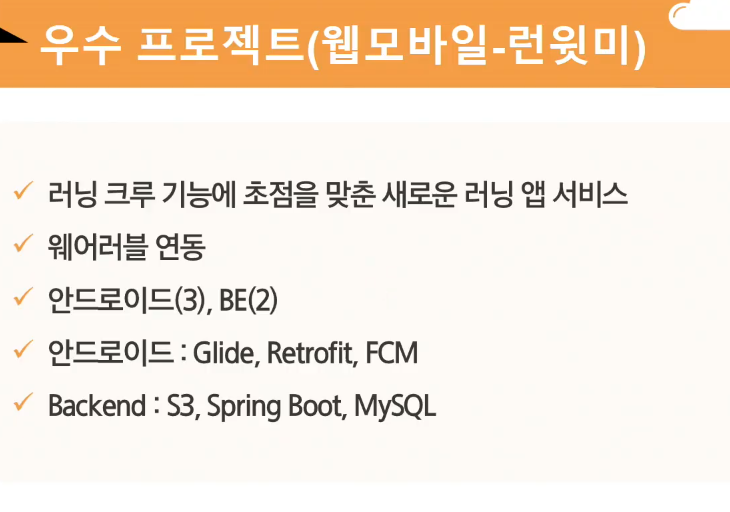 우수 프로젝트(웹모바일-런윗미)
러닝 크루 기능에 초점을 맞춘 새로운 러닝 앱 서비스
웨어러블 연동
안드로이드(3), BE(2)
안드로이드 : Glide, Retrofit, FCM
Backend : S3, Spring Boot, MySQL